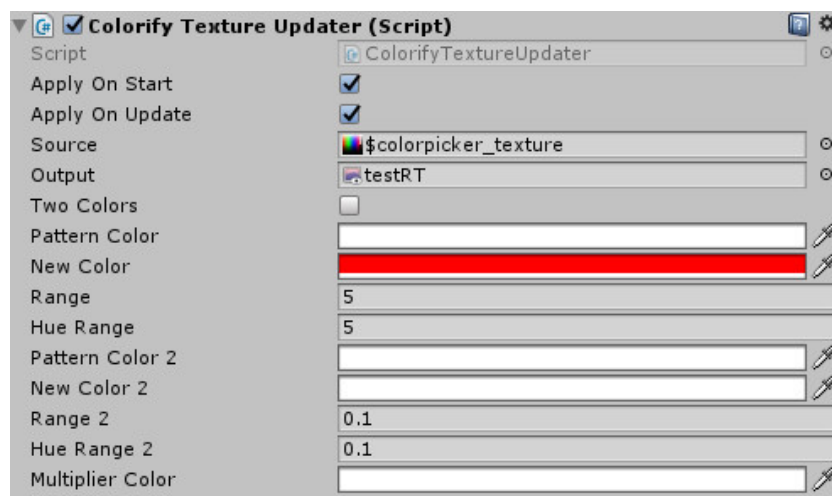 Colorify Texture Updater (Script)
Script ColorifyTextureUpdater
Apply On Start
Apply On Update
Source $colorpicker_texture
Output testRT
Two Colors
Pattern Color
New Color
Range 5
Hue Range 5
Pattern Color 2
New Color 2
Range 2 0.1
Hue Range 2 0.1
Multiplier Color